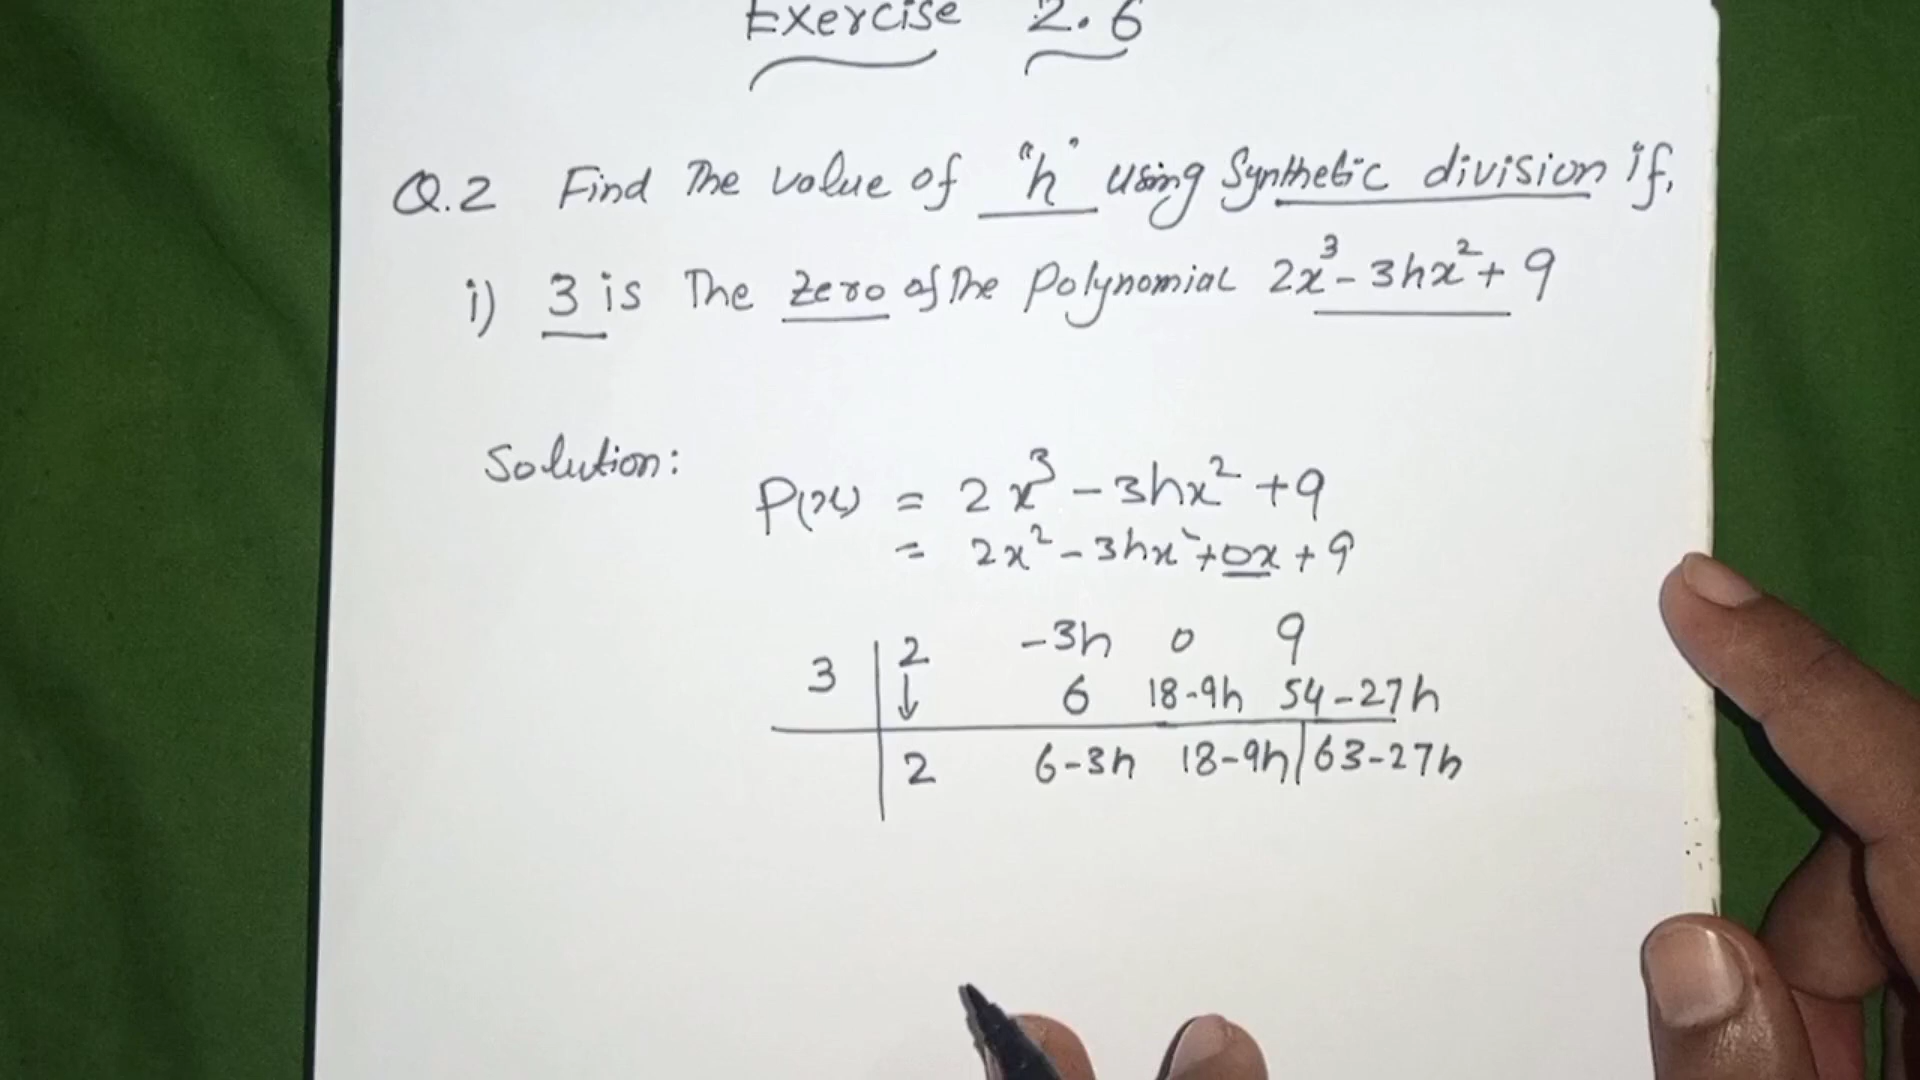 Exercise 2.6
Q.2 Find The value of "h" using Synthetic division if,
i) 3 is The zero of The Polynomial 2x³ - 3hx² + 9
Solution:
P(x) = 2x³ - 3hx² + 9
= 2x² - 3hx² + 0x + 9
3 | 2 -3h 0 9
↓ 6 18-9h 54-27h
2 6-3h 18-9h | 63-27h